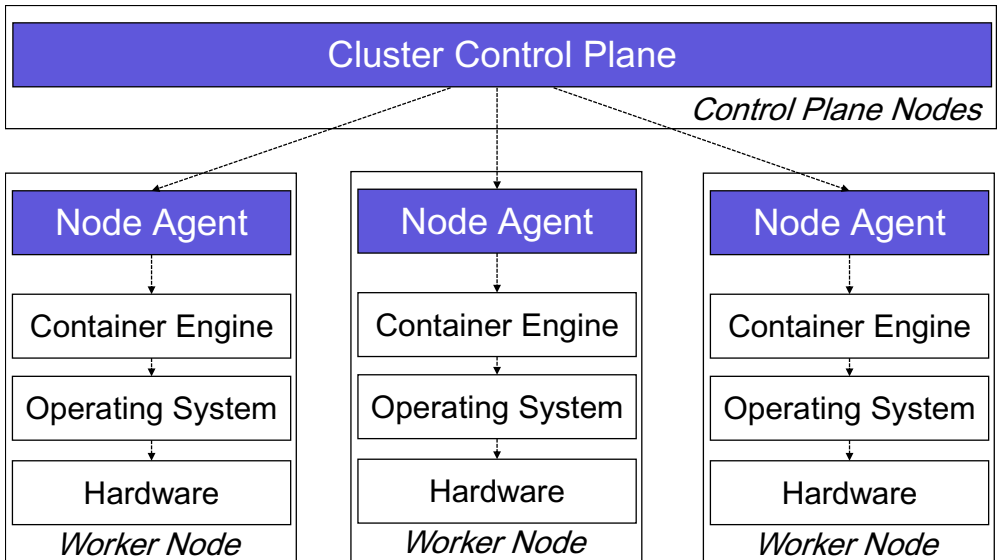 Cluster Control Plane
Control Plane Nodes
Node Agent
Container Engine
Operating System
Hardware
Worker Node
Node Agent
Container Engine
Operating System
Hardware
Worker Node
Node Agent
Container Engine
Operating System
Hardware
Worker Node